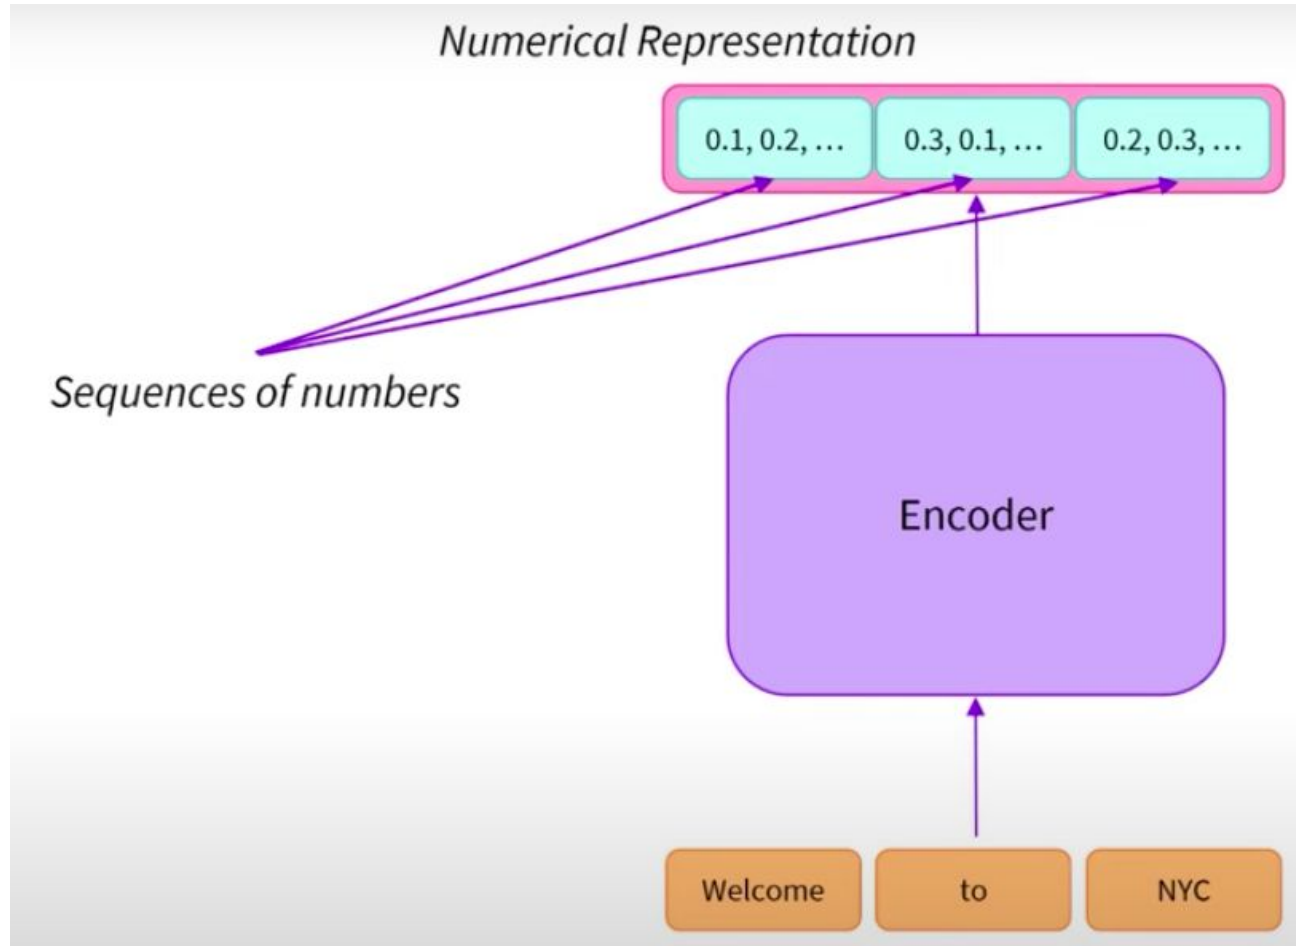 Numerical Representation
0.1, 0.2, … 0.3, 0.1, … 0.2, 0.3, …
Sequences of numbers
Encoder
Welcome to NYC